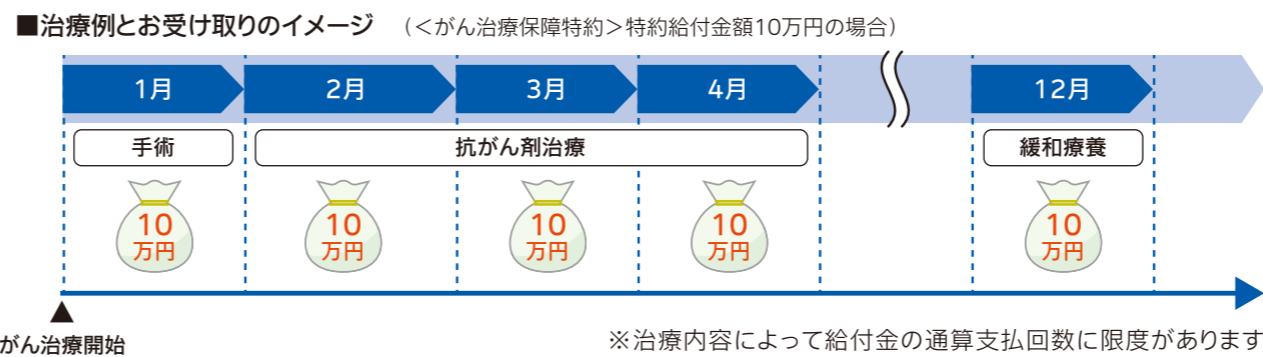 ■治療例とお受け取りのイメージ （＜がん治療保障特約＞特約給付金額10万円の場合）
1月 2月 3月 4月 12月
手術 抗がん剤治療 緩和療養
10 10 10 10 10
万円 万円 万円 万円 万円
がん治療開始
※治療内容によって給付金の通算支払回数に限度があります